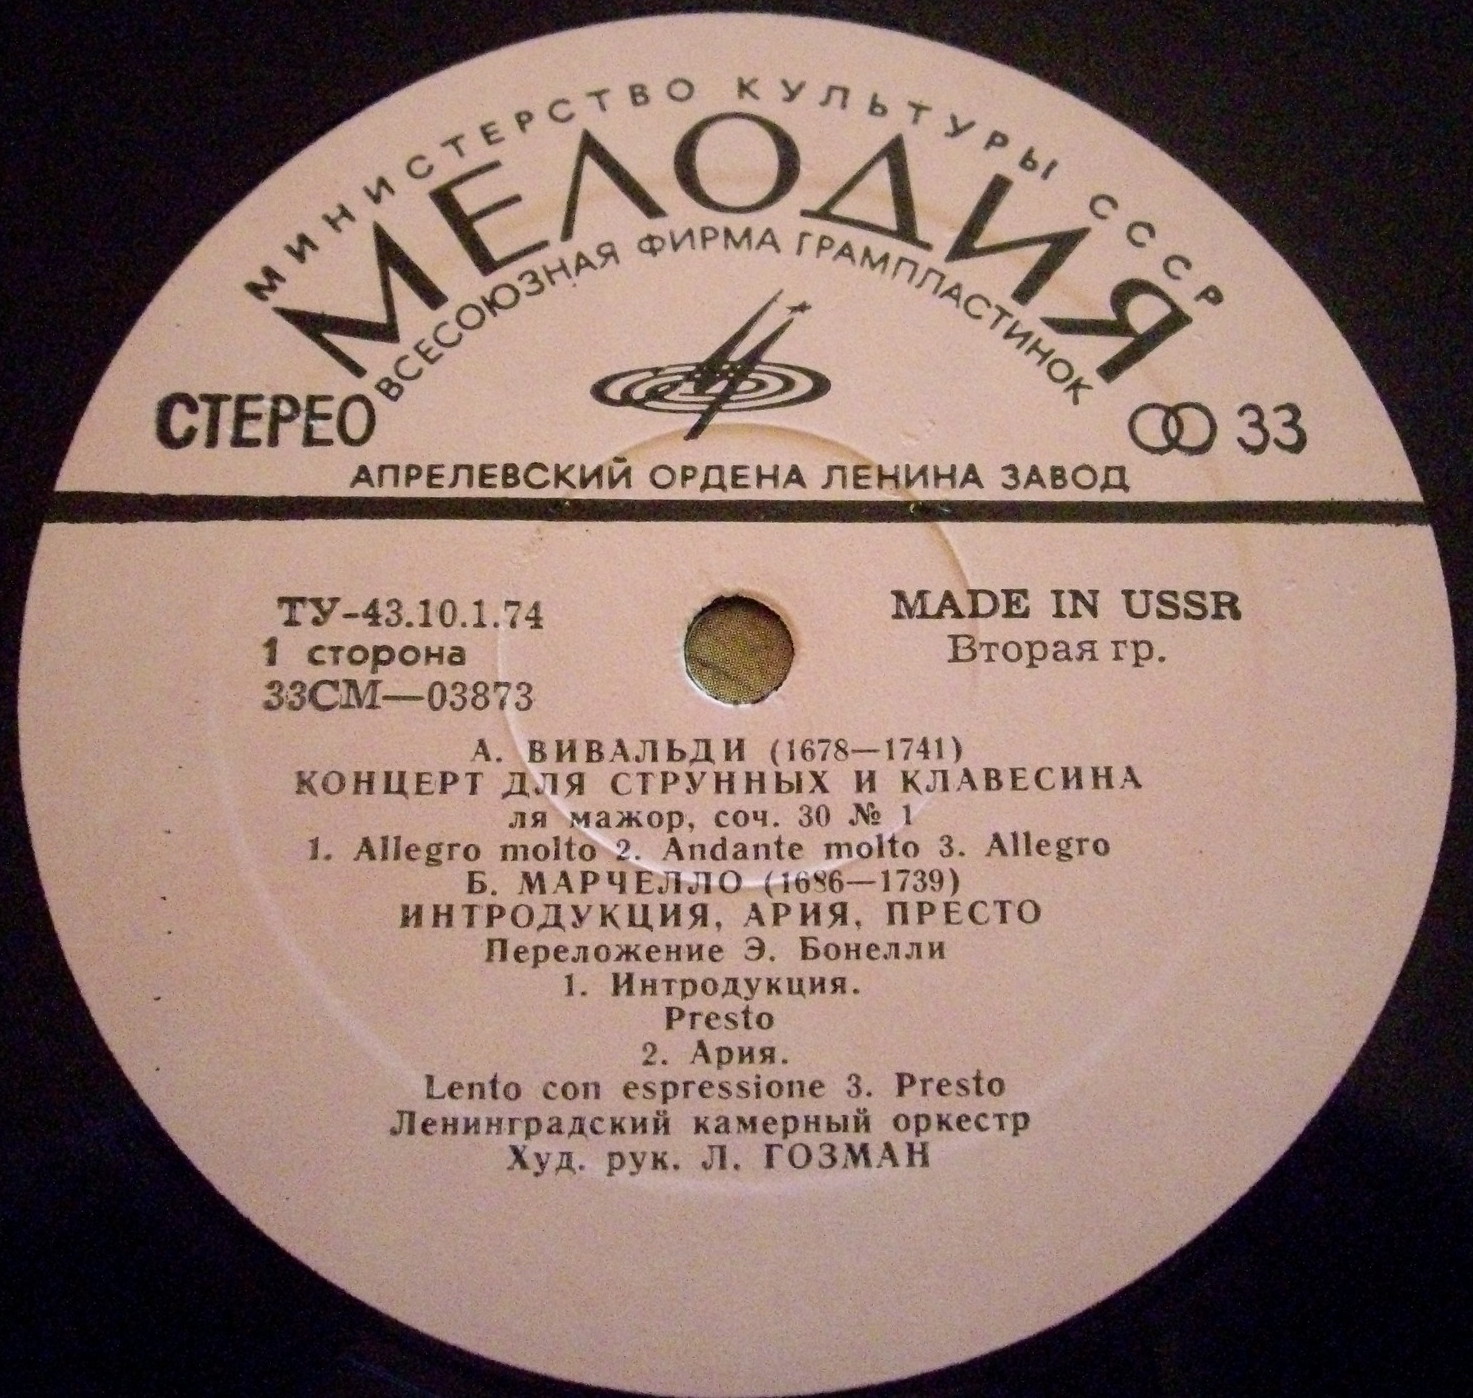 МИНИСТЕРСТВО КУЛЬТУРЫ СССР
МЕЛОДИЯ
ВСЕСОЮЗНАЯ ФИРМА ГРАМПЛАСТИНОК
СТЕРЕО 33
АПРЕЛЕВСКИЙ ОРДЕНА ЛЕНИНА ЗАВОД
ТУ-43.10.1.74
1 сторона
33СМ—03873
MADE IN USSR
Вторая гр.
А. ВИВАЛЬДИ (1678—1741)
КОНЦЕРТ ДЛЯ СТРУННЫХ И КЛАВЕСИНА
ля мажор, соч. 30 № 1
1. Allegro molto 2. Andante molto 3. Allegro
Б. МАРЧЕЛЛО (1686—1739)
ИНТРОДУКЦИЯ, АРИЯ, ПРЕСТО
Переложение Э. Бонелли
1. Интродукция.
Presto
2. Ария.
Lento con espressione 3. Presto
Ленинградский камерный оркестр
Худ. рук. Л. ГОЗМАН